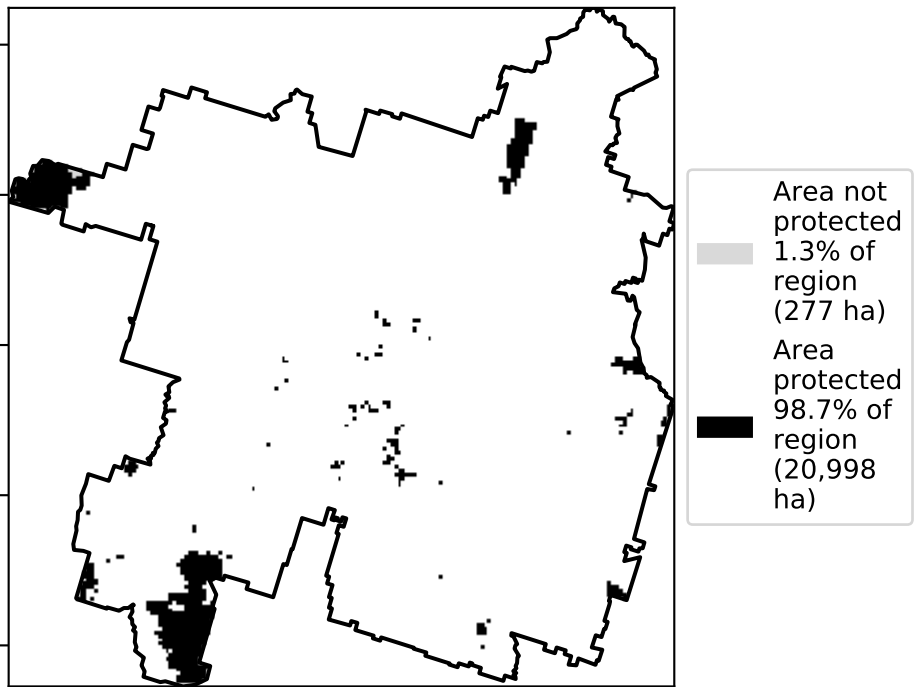 Area not
protected
1.3% of
region
(277 ha)
Area
protected
98.7% of
region
(20,998
ha)